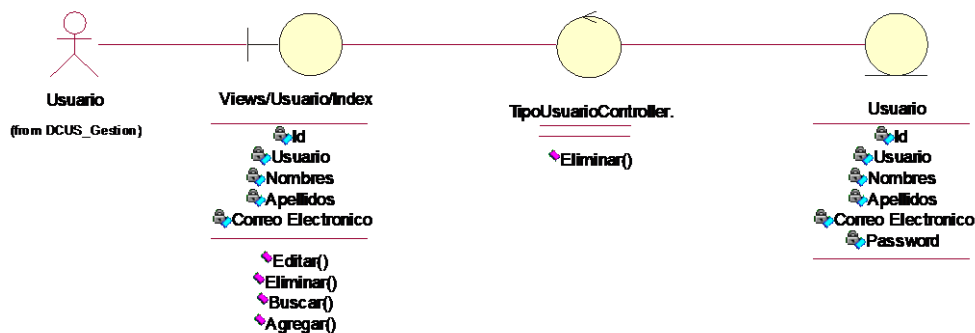 Usuario
(from DCUS_Gestion)
Views/Usuario/Index
Id
Usuario
Nombres
Apellidos
Correo Electronico
Editar()
Eliminar()
Buscar()
Agregar()
TipoUsuarioController.
Eliminar()
Usuario
Id
Usuario
Nombres
Apellidos
Correo Electronico
Password